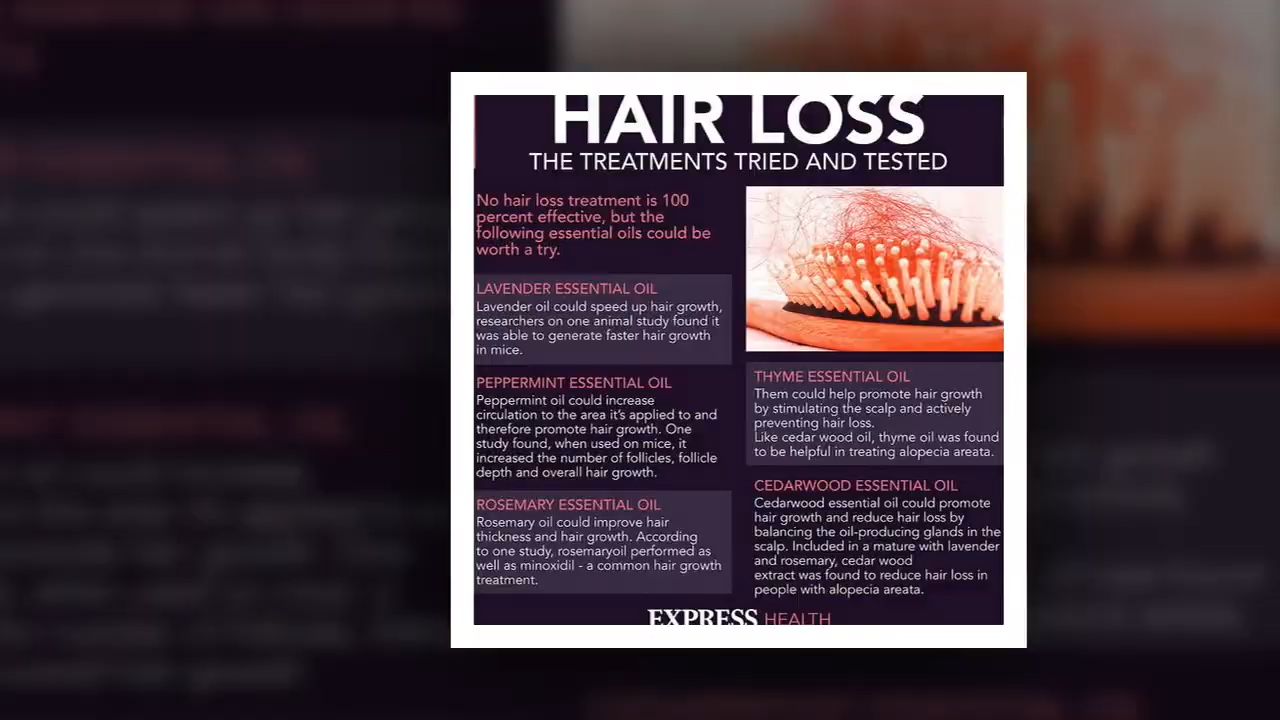 HAIR LOSS
THE TREATMENTS TRIED AND TESTED
No hair loss treatment is 100
percent effective, but the
following essential oils could be
worth a try.
LAVENDER ESSENTIAL OIL
Lavender oil could speed up hair growth,
researchers on one animal study found it
was able to generate faster hair growth
in mice.
PEPPERMINT ESSENTIAL OIL
Peppermint oil could increase
circulation to the area it's applied to and
therefore promote hair growth. One
study found, when used on mice, it
increased the number of follicles, follicle
depth and overall hair growth.
ROSEMARY ESSENTIAL OIL
Rosemary oil could improve hair
thickness and hair growth. According
to one study, rosemaryoil performed as
well as minoxidil - a common hair growth
treatment.
THYME ESSENTIAL OIL
Them could help promote hair growth
by stimulating the scalp and actively
preventing hair loss.
Like cedar wood oil, thyme oil was found
to be helpful in treating alopecia areata.
CEDARWOOD ESSENTIAL OIL
Cedarwood essential oil could promote
hair growth and reduce hair loss by
balancing the oil-producing glands in the
scalp. Included in a mature with lavender
and rosemary, cedar wood
extract was found to reduce hair loss in
people with alopecia areata.
EXPRESS HEALTH